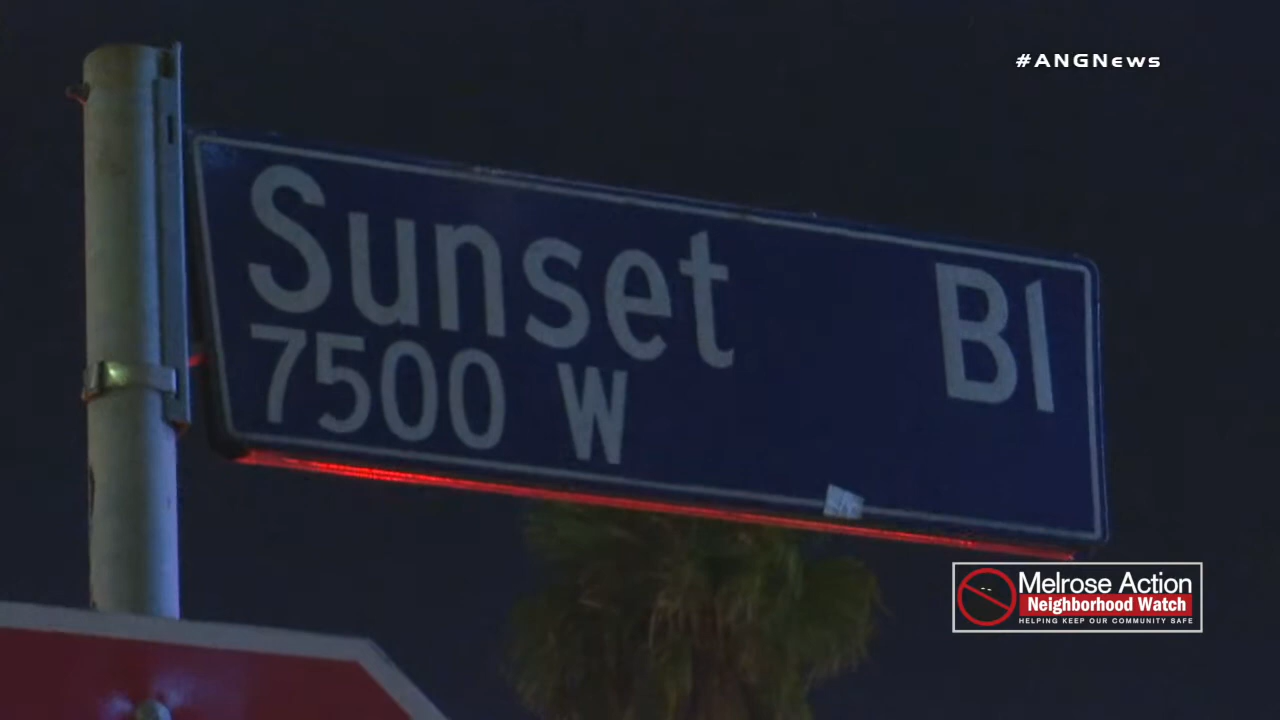 #ANGNews
Sunset Bl
7500 W
Melrose Action
Neighborhood Watch
HELPING KEEP OUR COMMUNITY SAFE